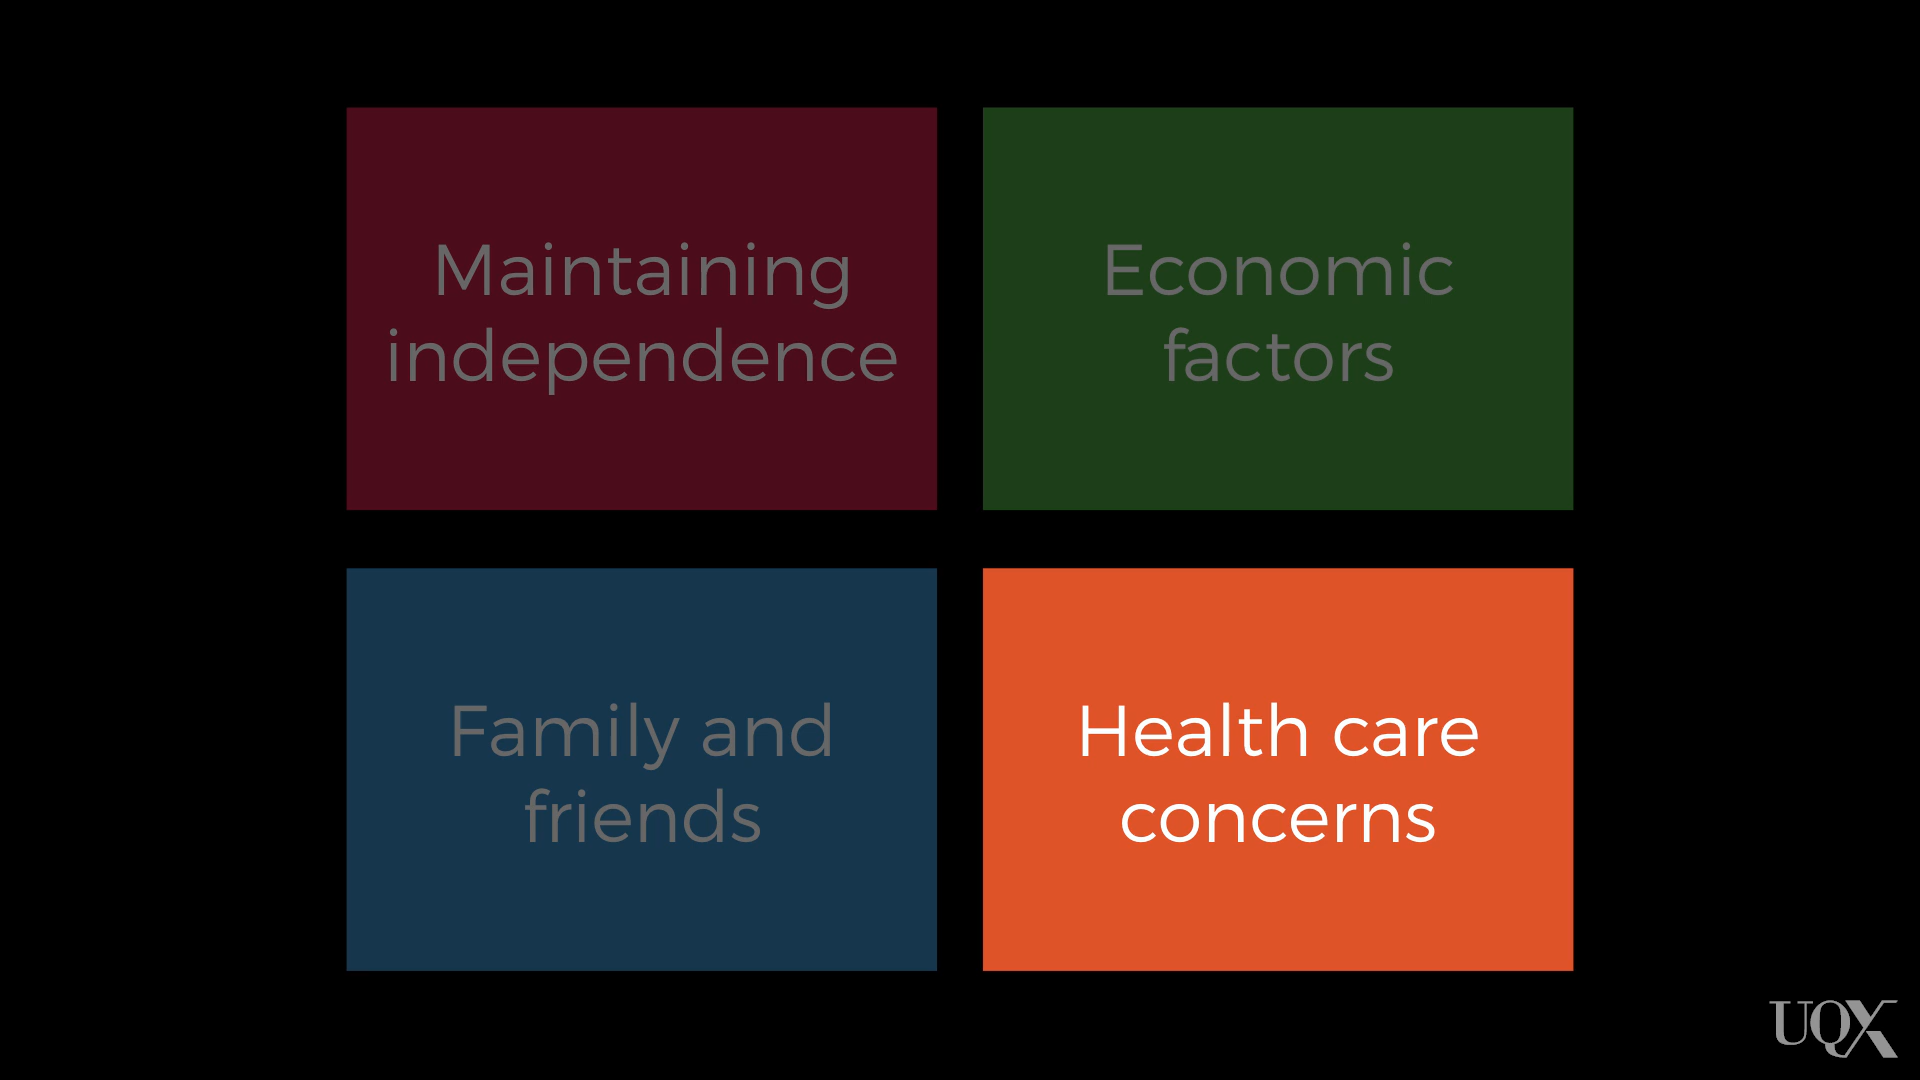 Maintaining
independence
Economic
factors
Family and
friends
Health care
concerns
UQX